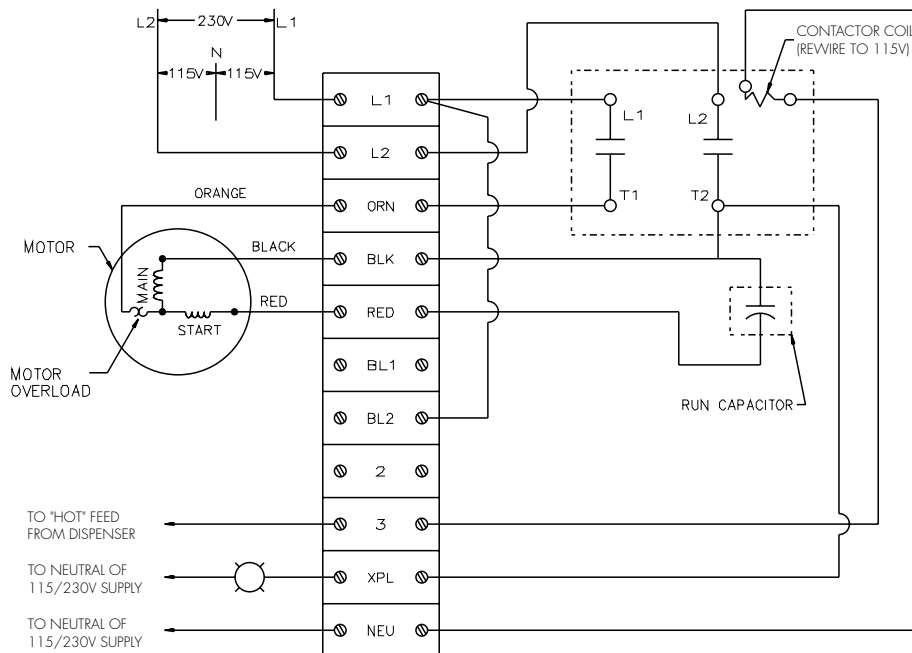 L2
230V
L1
N
115V
115V
CONTACTOR COIL
(REWIRE TO 115V)
L1
L1
L2
L2
ORANGE
ORN
T1
T2
MOTOR
BLACK
BLK
MAIN
RED
RED
START
MOTOR
OVERLOAD
BL1
RUN CAPACITOR
BL2
2
TO "HOT" FEED
FROM DISPENSER
3
TO NEUTRAL OF
115/230V SUPPLY
XPL
TO NEUTRAL OF
115/230V SUPPLY
NEU